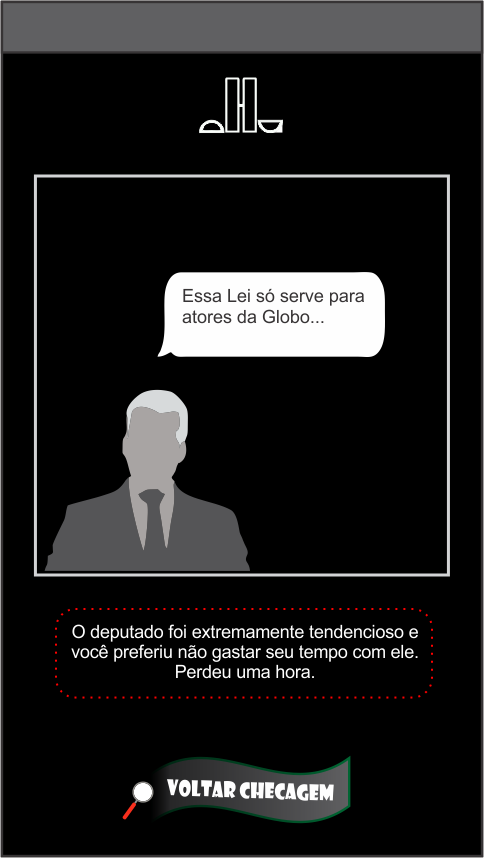 Essa Lei só serve para
atores da Globo...
O deputado foi extremamente tendencioso e
você preferiu não gastar seu tempo com ele.
Perdeu uma hora.
VOLTAR CHECAGEM